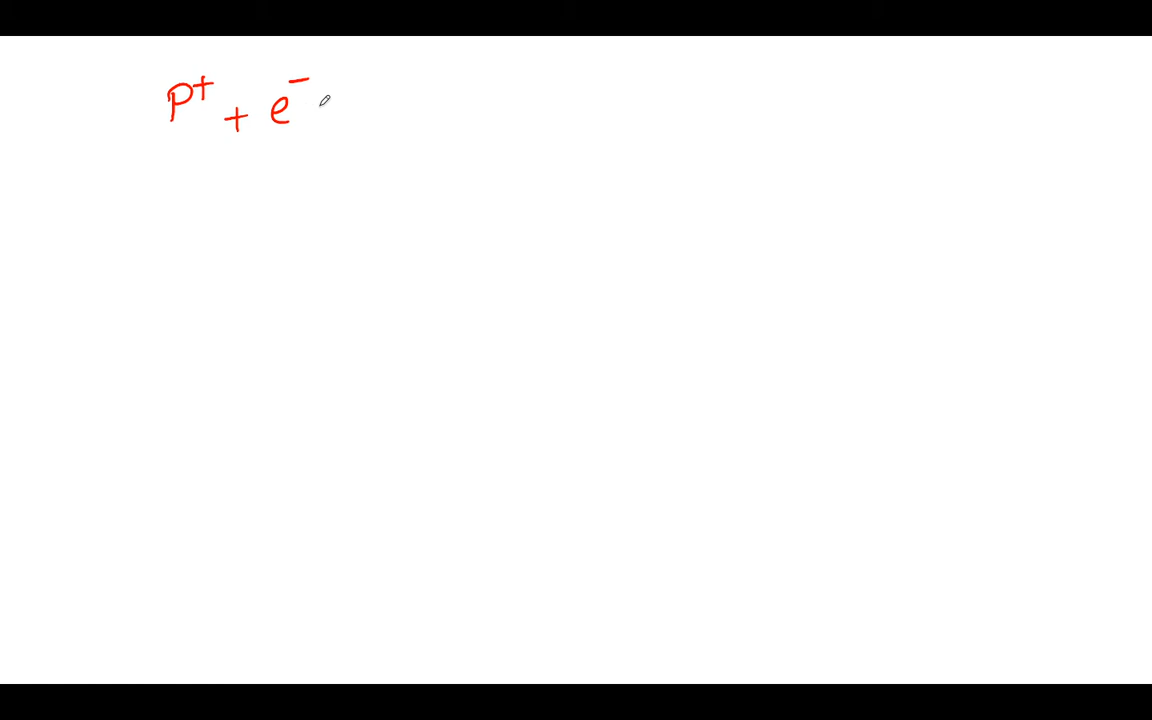 p⁺ + e⁻